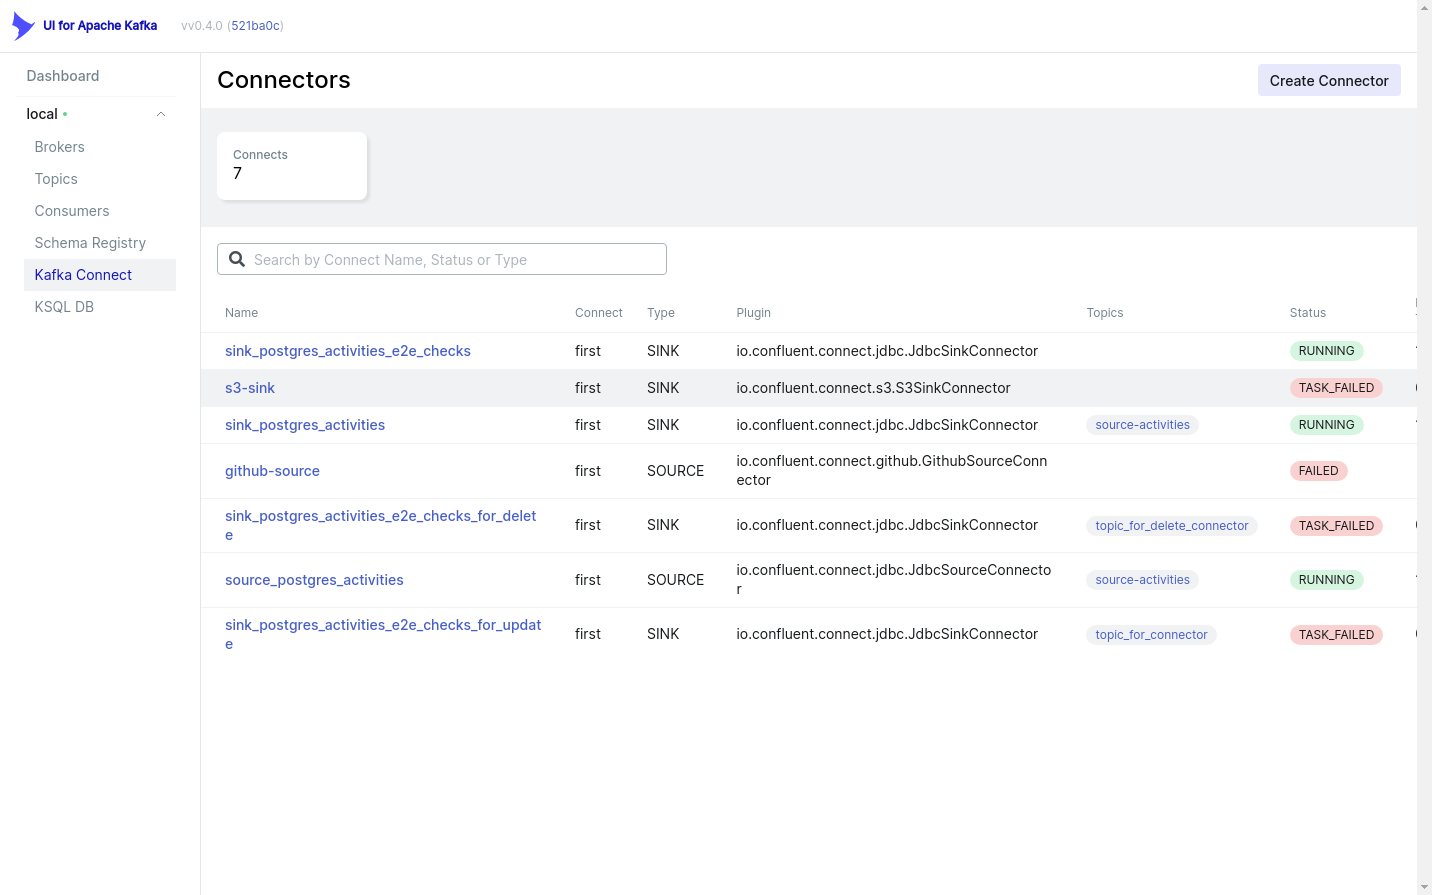 UI for Apache Kafka vv0.4.0 (521ba0c)
Dashboard
local
Brokers
Topics
Consumers
Schema Registry
Kafka Connect
KSQL DB
Connectors
Create Connector
Connects
7
Search by Connect Name, Status or Type
Name Connect Type Plugin Topics Status
sink_postgres_activities_e2e_checks first SINK io.confluent.connect.jdbc.JdbcSinkConnector RUNNING
s3-sink first SINK io.confluent.connect.s3.S3SinkConnector TASK_FAILED
sink_postgres_activities first SINK io.confluent.connect.jdbc.JdbcSinkConnector source-activities RUNNING
github-source first SOURCE io.confluent.connect.github.GithubSourceConn
ector FAILED
sink_postgres_activities_e2e_checks_for_delet
e first SINK io.confluent.connect.jdbc.JdbcSinkConnector topic_for_delete_connector TASK_FAILED
source_postgres_activities first SOURCE io.confluent.connect.jdbc.JdbcSourceConnecto
r source-activities RUNNING
sink_postgres_activities_e2e_checks_for_updat
e first SINK io.confluent.connect.jdbc.JdbcSinkConnector topic_for_connector TASK_FAILED